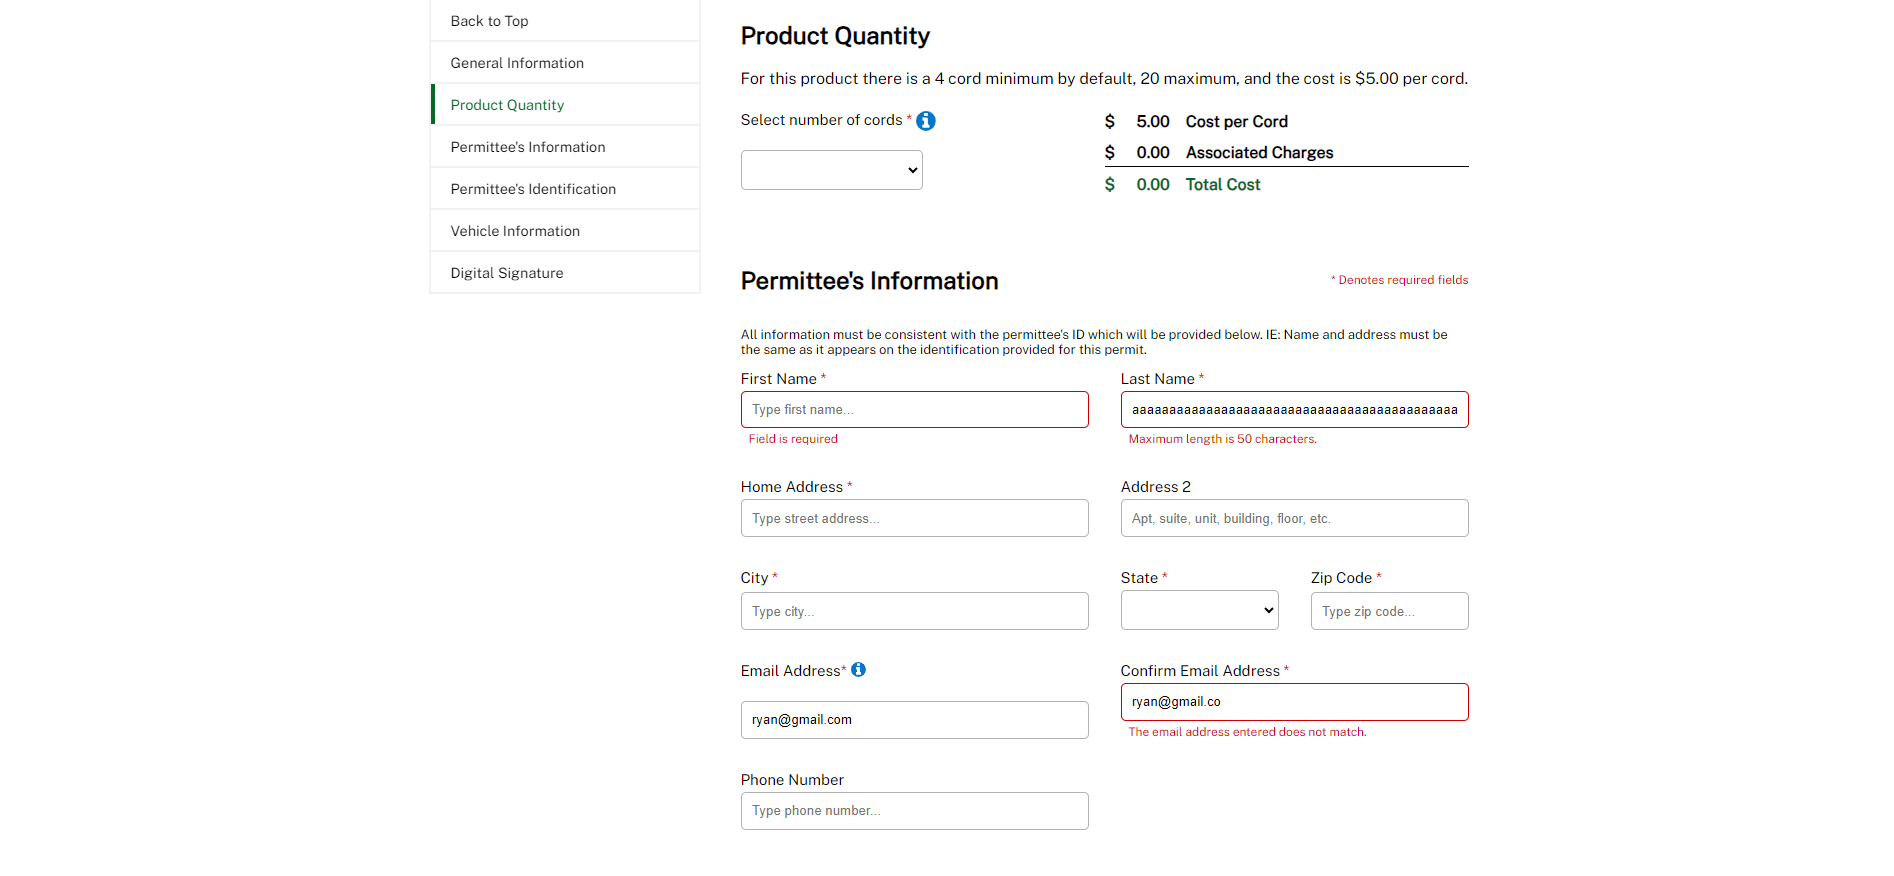 Back to Top
General Information
Product Quantity
Permittee's Information
Permittee's Identification
Vehicle Information
Digital Signature
Product Quantity
For this product there is a 4 cord minimum by default, 20 maximum, and the cost is $5.00 per cord.
Select number of cords *
$ 5.00 Cost per Cord
$ 0.00 Associated Charges
$ 0.00 Total Cost
Permittee's Information
* Denotes required fields
All information must be consistent with the permittee's ID which will be provided below. IE: Name and address must be
the same as it appears on the identification provided for this permit.
First Name *
Type first name...
Field is required
Last Name *
aaaaaaaaaaaaaaaaaaaaaaaaaaaaaaaaaaaaaaaaaaaa
Maximum length is 50 characters.
Home Address *
Type street address...
Address 2
Apt, suite, unit, building, floor, etc.
City *
Type city...
State *
Zip Code *
Type zip code...
Email Address*
ryan@gmail.com
Confirm Email Address *
ryan@gmail.co
The email address entered does not match.
Phone Number
Type phone number...